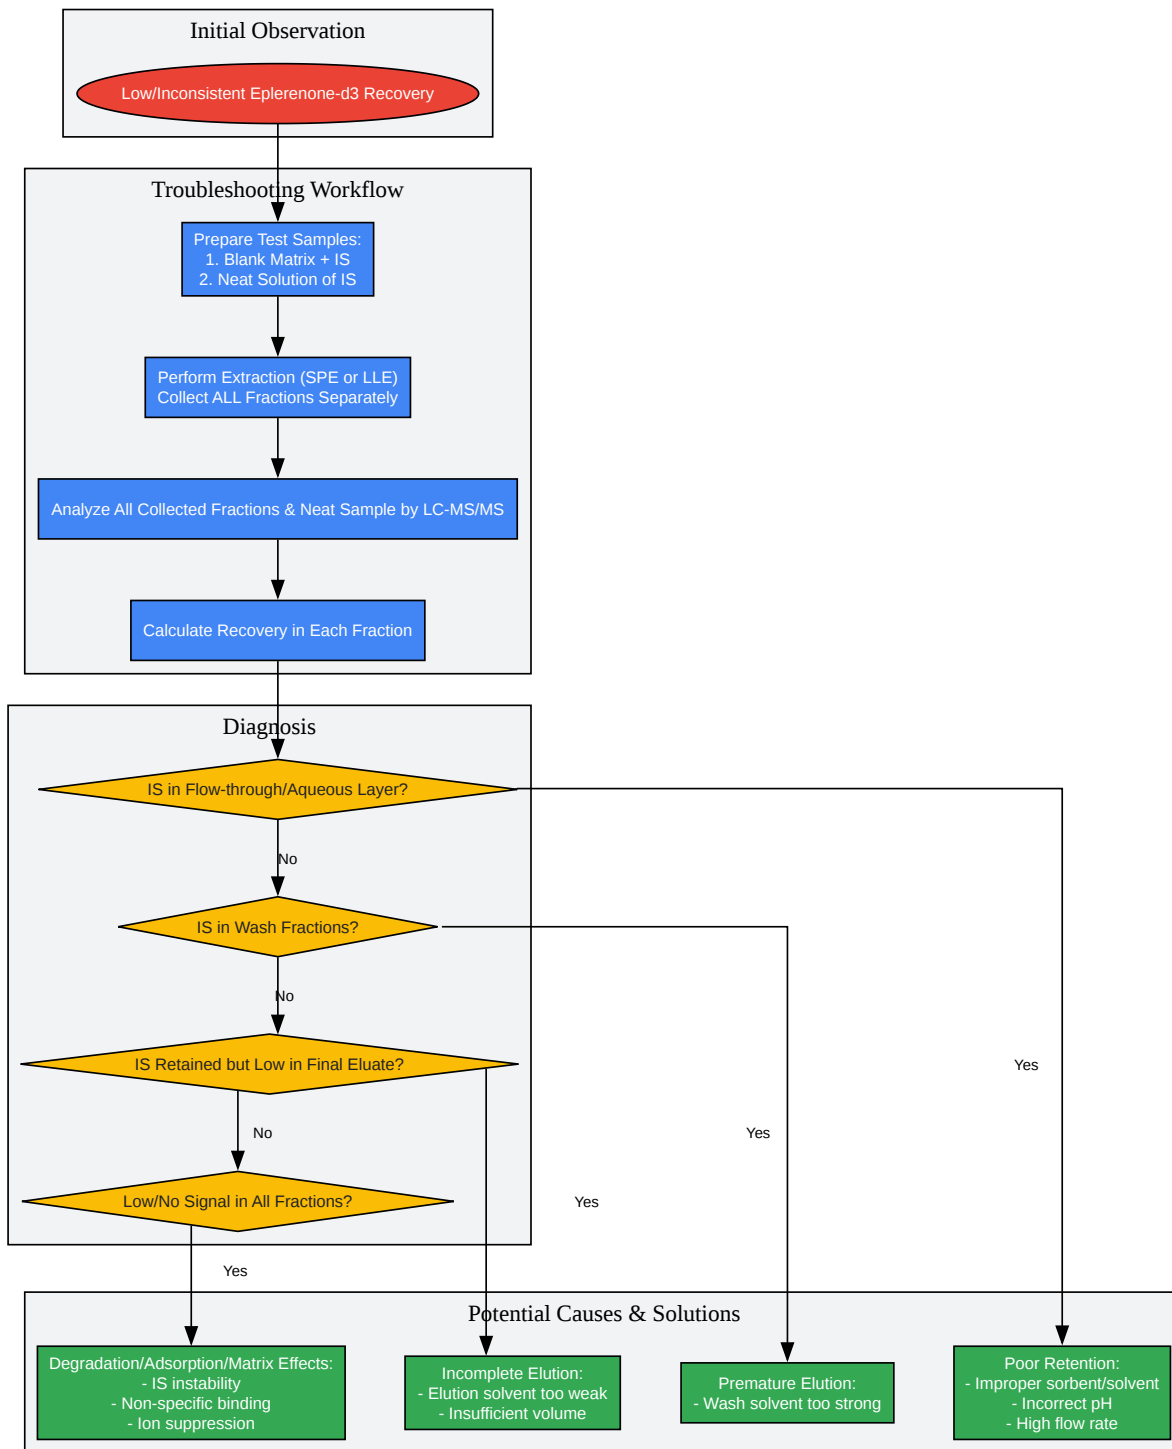 Initial Observation
Low/Inconsistent Eplerenone-d3 Recovery
Troubleshooting Workflow
Prepare Test Samples:
1. Blank Matrix + IS
2. Neat Solution of IS
Perform Extraction (SPE or LLE)
Collect ALL Fractions Separately
Analyze All Collected Fractions & Neat Sample by LC-MS/MS
Calculate Recovery in Each Fraction
Diagnosis
IS in Flow-through/Aqueous Layer?
No
IS in Wash Fractions?
No
IS Retained but Low in Final Eluate?
Yes
No
Yes
Low/No Signal in All Fractions?
Yes
Yes
Potential Causes & Solutions
Degradation/Adsorption/Matrix Effects:
- IS instability
- Non-specific binding
- Ion suppression
Incomplete Elution:
- Elution solvent too weak
- Insufficient volume
Premature Elution:
- Wash solvent too strong
Poor Retention:
- Improper sorbent/solvent
- Incorrect pH
- High flow rate